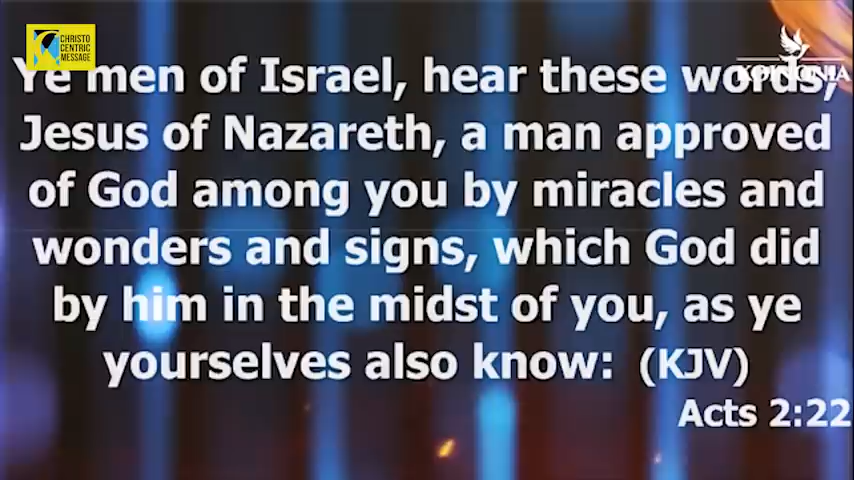 CHRISTO
CENTRIC
MESSAGE
KOINONIA
Ye men of Israel, hear these words,
Jesus of Nazareth, a man approved
of God among you by miracles and
wonders and signs, which God did
by him in the midst of you, as ye
yourselves also know: (KJV)
Acts 2:22